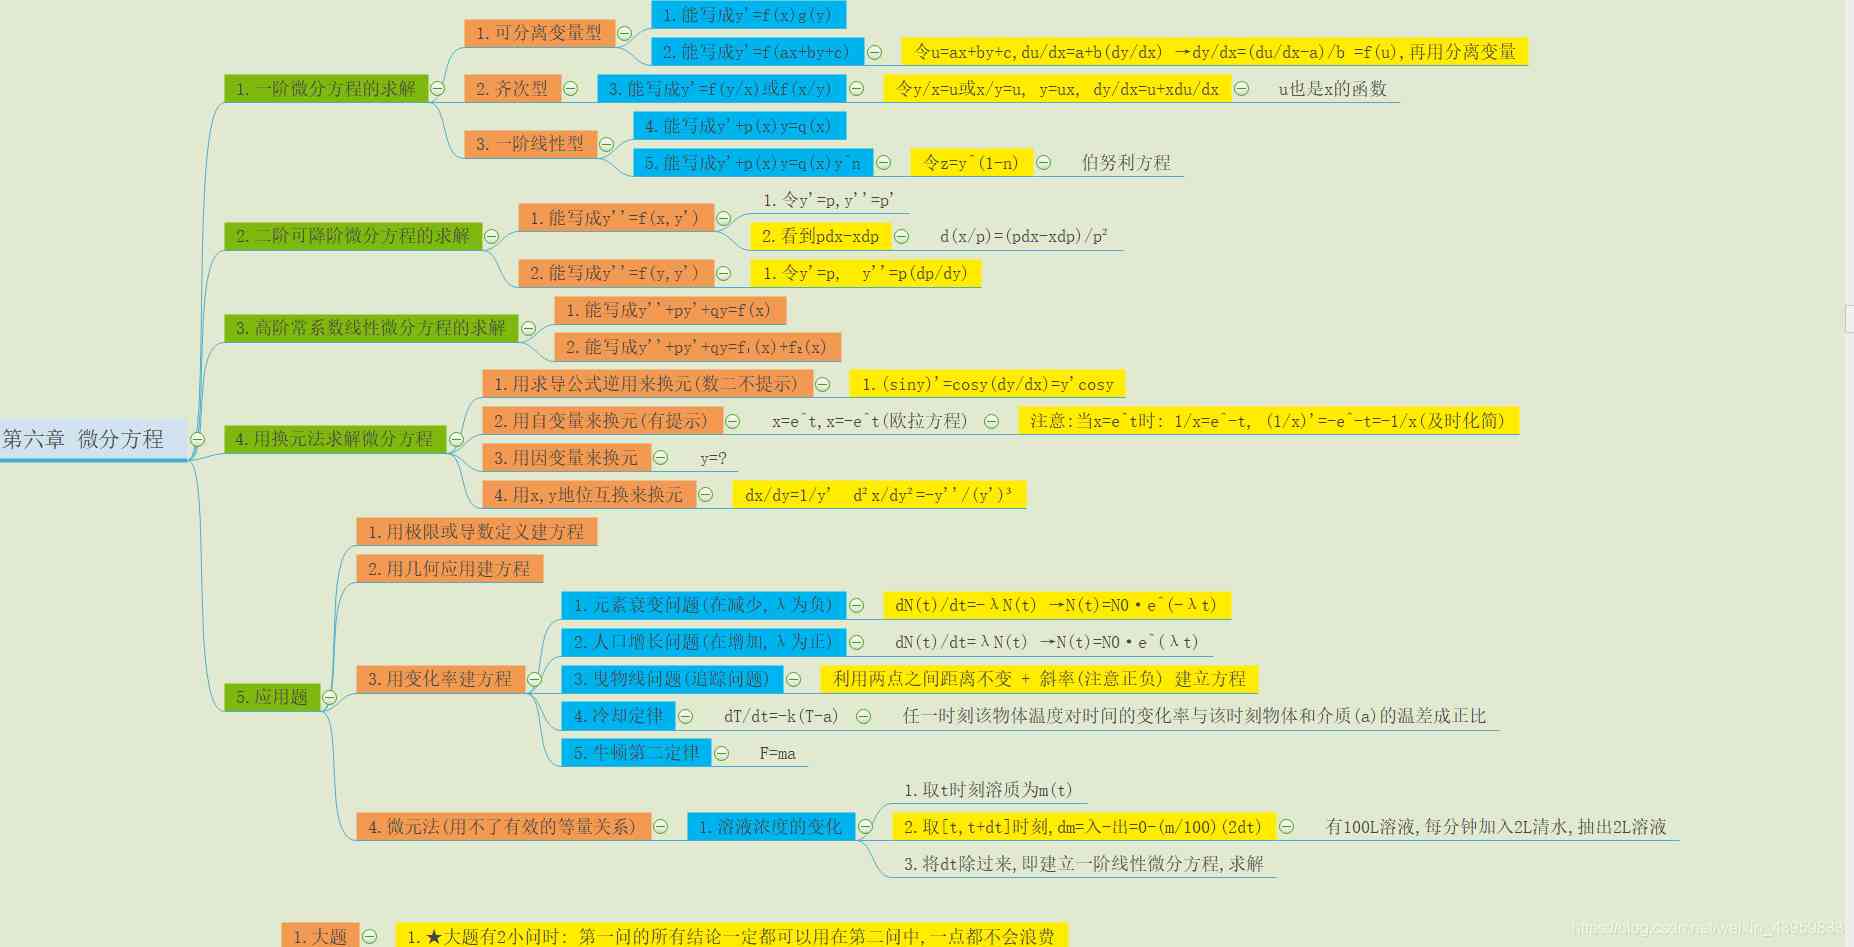 第六章 微分方程
1.一阶微分方程的求解
1.可分离变量型
1.能写成y'=f(x)g(y)
2.能写成y'=f(ax+by+c)
令u=ax+by+c,du/dx=a+b(dy/dx) →dy/dx=(du/dx-a)/b =f(u),再用分离变量
2.齐次型
3.能写成y'=f(y/x)或f(x/y)
令y/x=u或x/y=u, y=ux, dy/dx=u+xdu/dx
u也是x的函数
3.一阶线性型
4.能写成y'+p(x)y=q(x)
5.能写成y'+p(x)y=q(x)y^n
令z=y^(1-n)
伯努利方程
2.二阶可降阶微分方程的求解
1.能写成y''=f(x,y')
1.令y'=p,y''=p'
2.看到pdx-xdp
d(x/p)=(pdx-xdp)/p²
2.能写成y''=f(y,y')
1.令y'=p, y''=p(dp/dy)
3.高阶常系数线性微分方程的求解
1.能写成y''+py'+qy=f(x)
2.能写成y''+py'+qy=f₁(x)+f₂(x)
4.用换元法求解微分方程
1.用求导公式逆用来换元(数二不提示)
1.(siny)'=cosy(dy/dx)=y'cosy
2.用自变量来换元(有提示)
x=e^t,x=-e^t(欧拉方程)
注意:当x=e^t时: 1/x=e^-t, (1/x)'=-e^-t=-1/x(及时化简)
3.用因变量来换元
y=?
4.用x,y地位互换来换元
dx/dy=1/y' d²x/dy²=-y''/(y')³
5.应用题
1.用极限或导数定义建方程
2.用几何应用建方程
3.用变化率建方程
1.元素衰变问题(在减少,λ为负)
dN(t)/dt=-λN(t) →N(t)=N0·e^(-λt)
2.人口增长问题(在增加,λ为正)
dN(t)/dt=λN(t) →N(t)=N0·e^(λt)
3.曳物线问题(追踪问题)
利用两点之间距离不变 + 斜率(注意正负) 建立方程
4.冷却定律
dT/dt=-k(T-a)
任一时刻该物体温度对时间的变化率与该时刻物体和介质(a)的温差成正比
5.牛顿第二定律
F=ma
4.微元法(用不了有效的等量关系)
1.溶液浓度的变化
1.取t时刻溶质为m(t)
2.取[t,t+dt]时刻,dm=入-出=0-(m/100)(2dt)
有100L溶液,每分钟加入2L清水,抽出2L溶液
3.将dt除过来,即建立一阶线性微分方程,求解
1.大题
1.★大题有2小问时: 第一问的所有结论一定都可以用在第二问中,一点都不会浪费